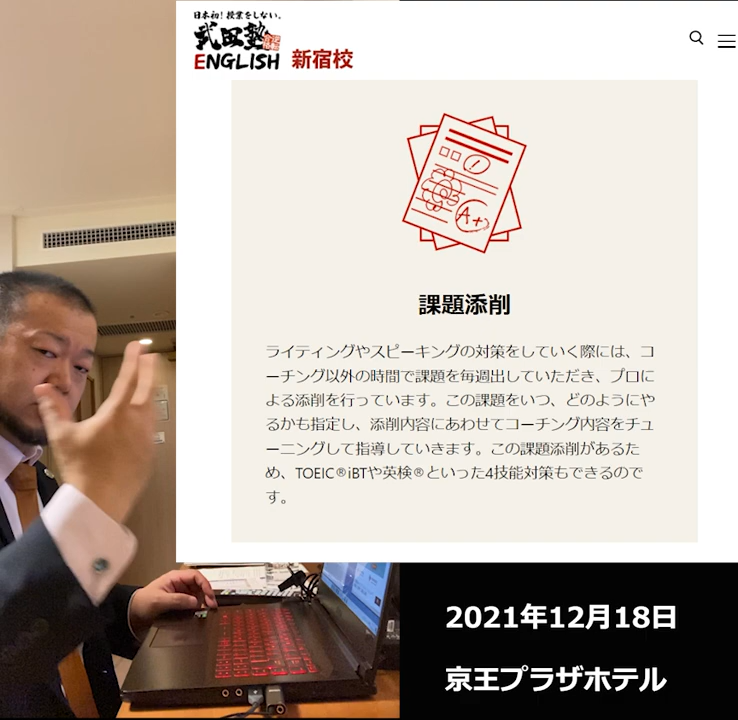 日本初！授業をしない。
武田塾
ENGLISH 新宿校
A+
課題添削
ライティングやスピーキングの対策をしていく際には、コ
ーチング以外の時間で課題を毎週出していただき、プロに
よる添削を行っています。この課題をいつ、どのようにや
るかも指定し、添削内容にあわせてコーチング内容をチュ
ーニングして指導していきます。この課題添削があるた
め、TOEIC®iBTや英検®といった4技能対策もできるので
す。
2021年12月18日
京王プラザホテル